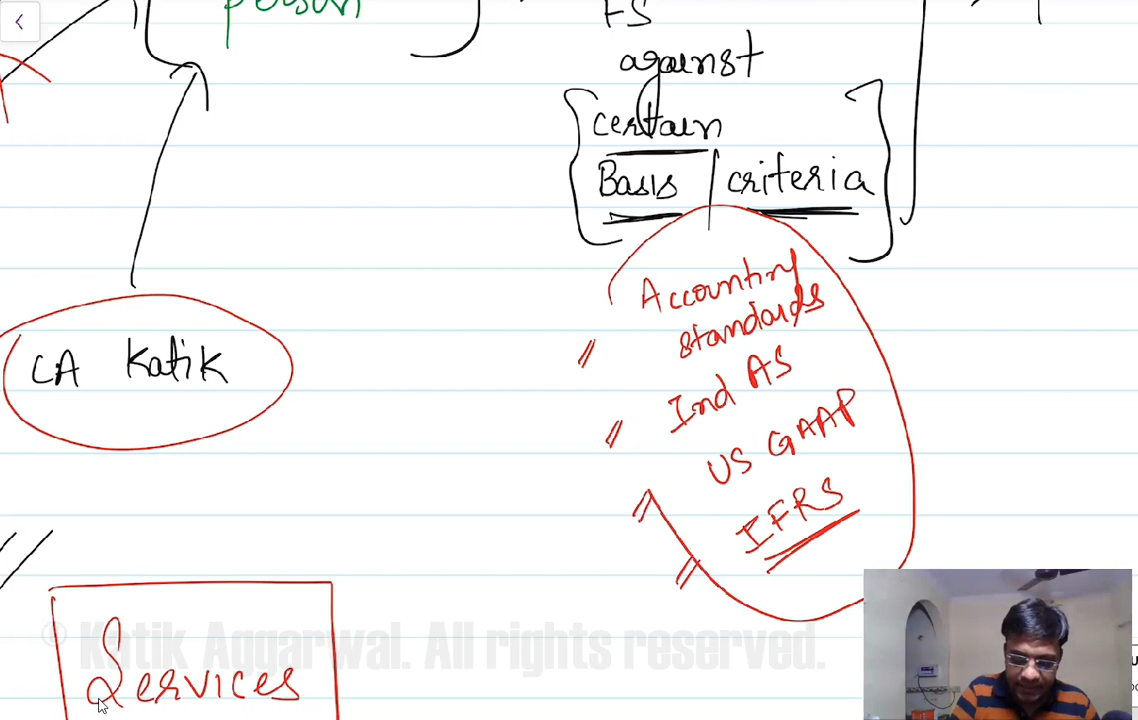 person
FS
against
certain
Basis | criteria
Accounting
standards
Ind AS
US GAAP
IFRS
CA Katik
© Katik Aggarwal. All rights reserved.
Services